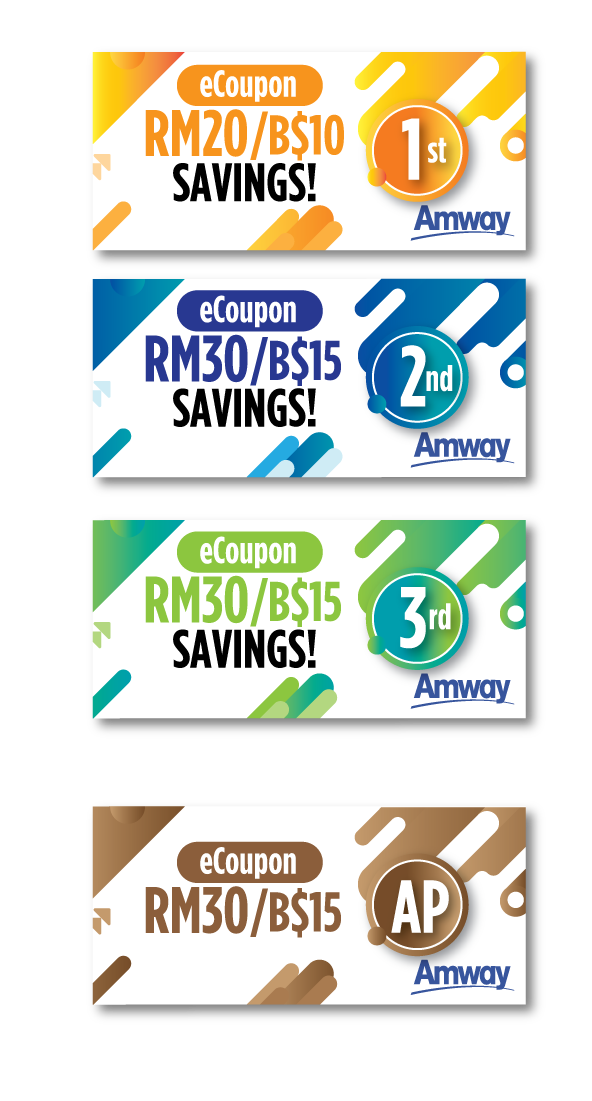 eCoupon
RM20/B$10
SAVINGS!
1st
Amway
eCoupon
RM30/B$15
SAVINGS!
2nd
Amway
eCoupon
RM30/B$15
SAVINGS!
3rd
Amway
eCoupon
RM30/B$15
AP
Amway